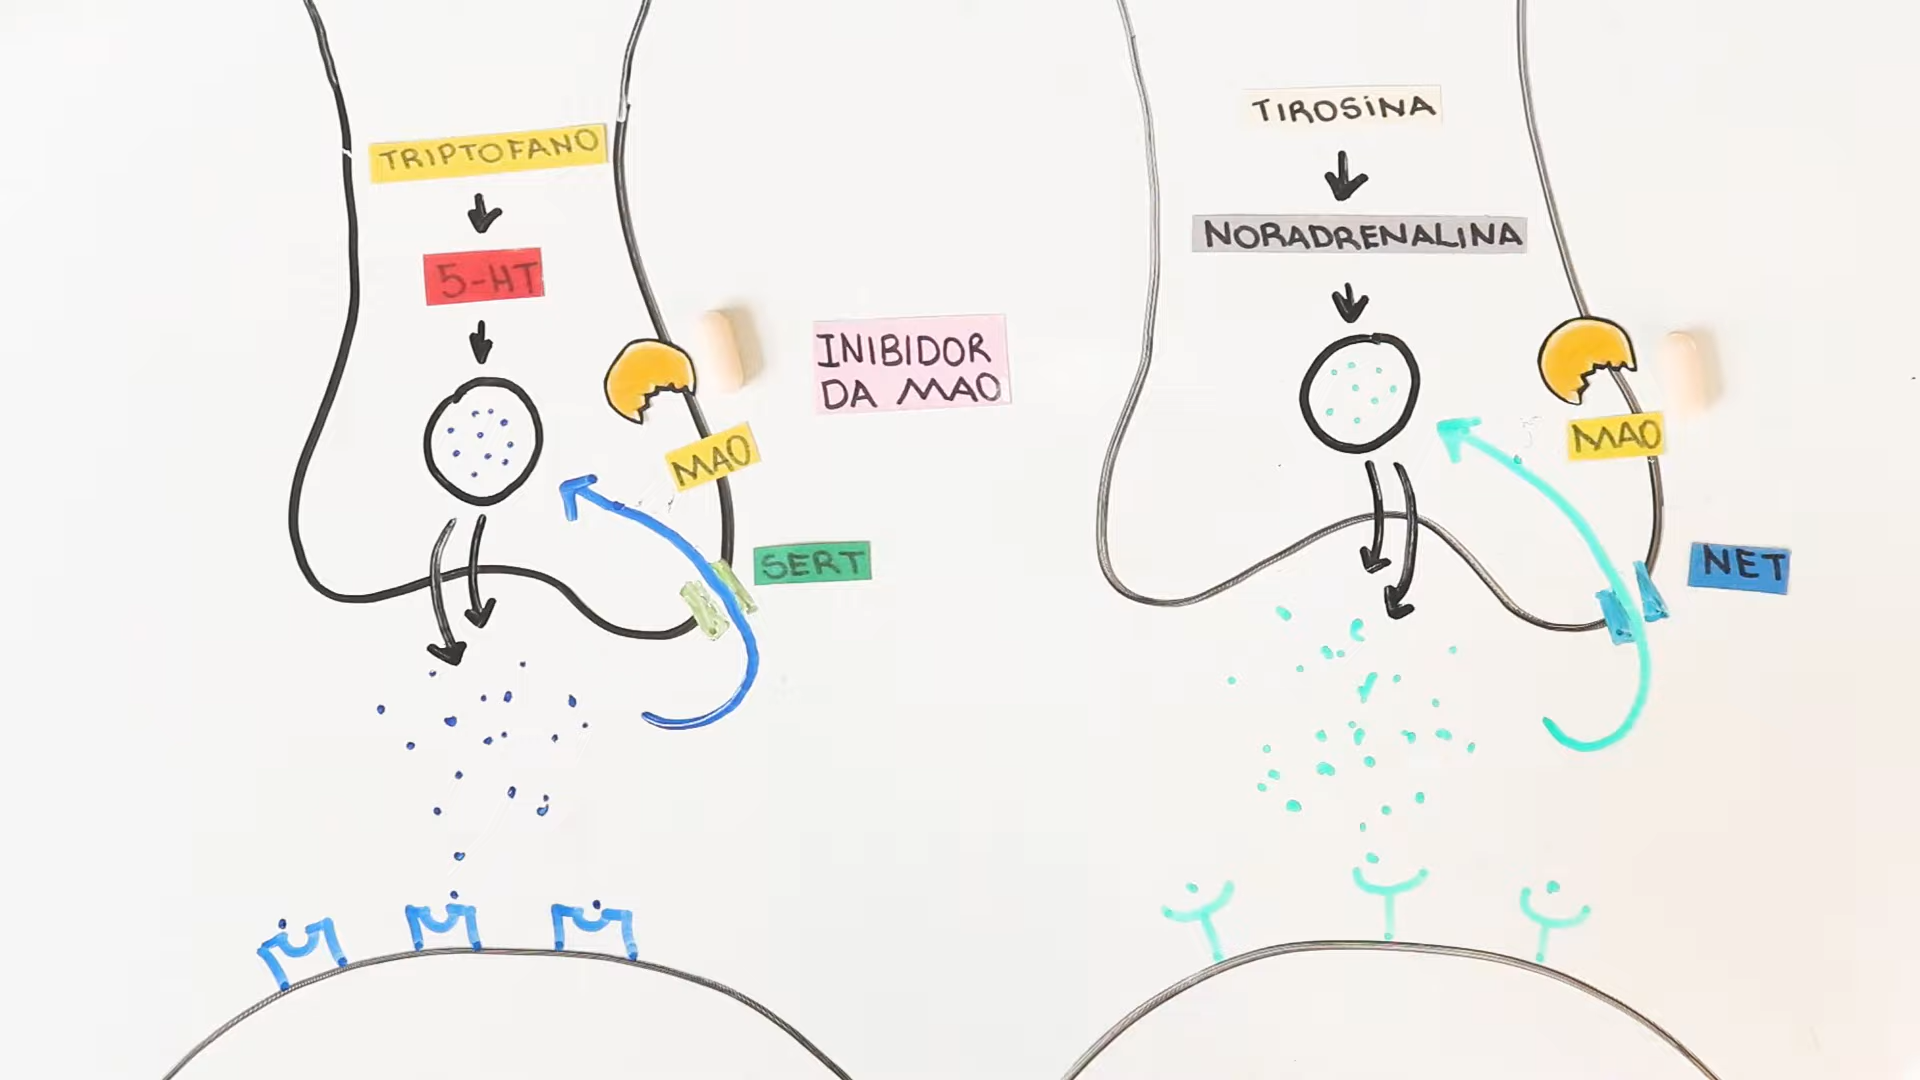 TRIPTOFANO
5-HT
INIBIDOR
DA MAO
MAO
SERT
TIROSINA
NORADRENALINA
MAO
NET